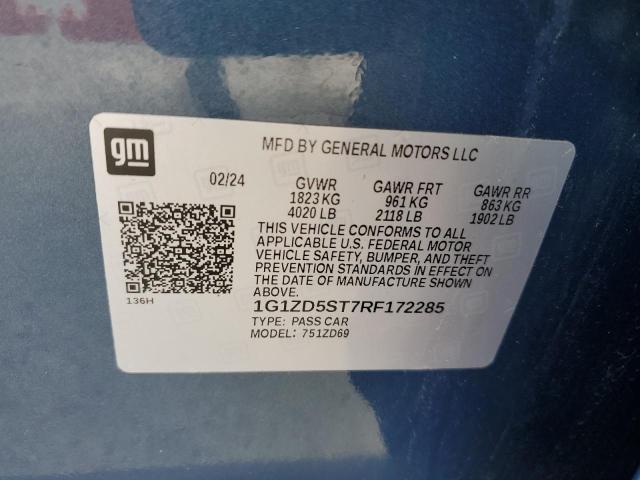 gm
MFD BY GENERAL MOTORS LLC
02/24 GVWR GAWR FRT GAWR RR
1823 KG 961 KG 863 KG
4020 LB 2118 LB 1902 LB
THIS VEHICLE CONFORMS TO ALL
APPLICABLE U.S. FEDERAL MOTOR
VEHICLE SAFETY, BUMPER, AND THEFT
PREVENTION STANDARDS IN EFFECT ON
THE DATE OF MANUFACTURE SHOWN
ABOVE.
136H
1G1ZD5ST7RF172285
TYPE: PASS CAR
MODEL: 751ZD69